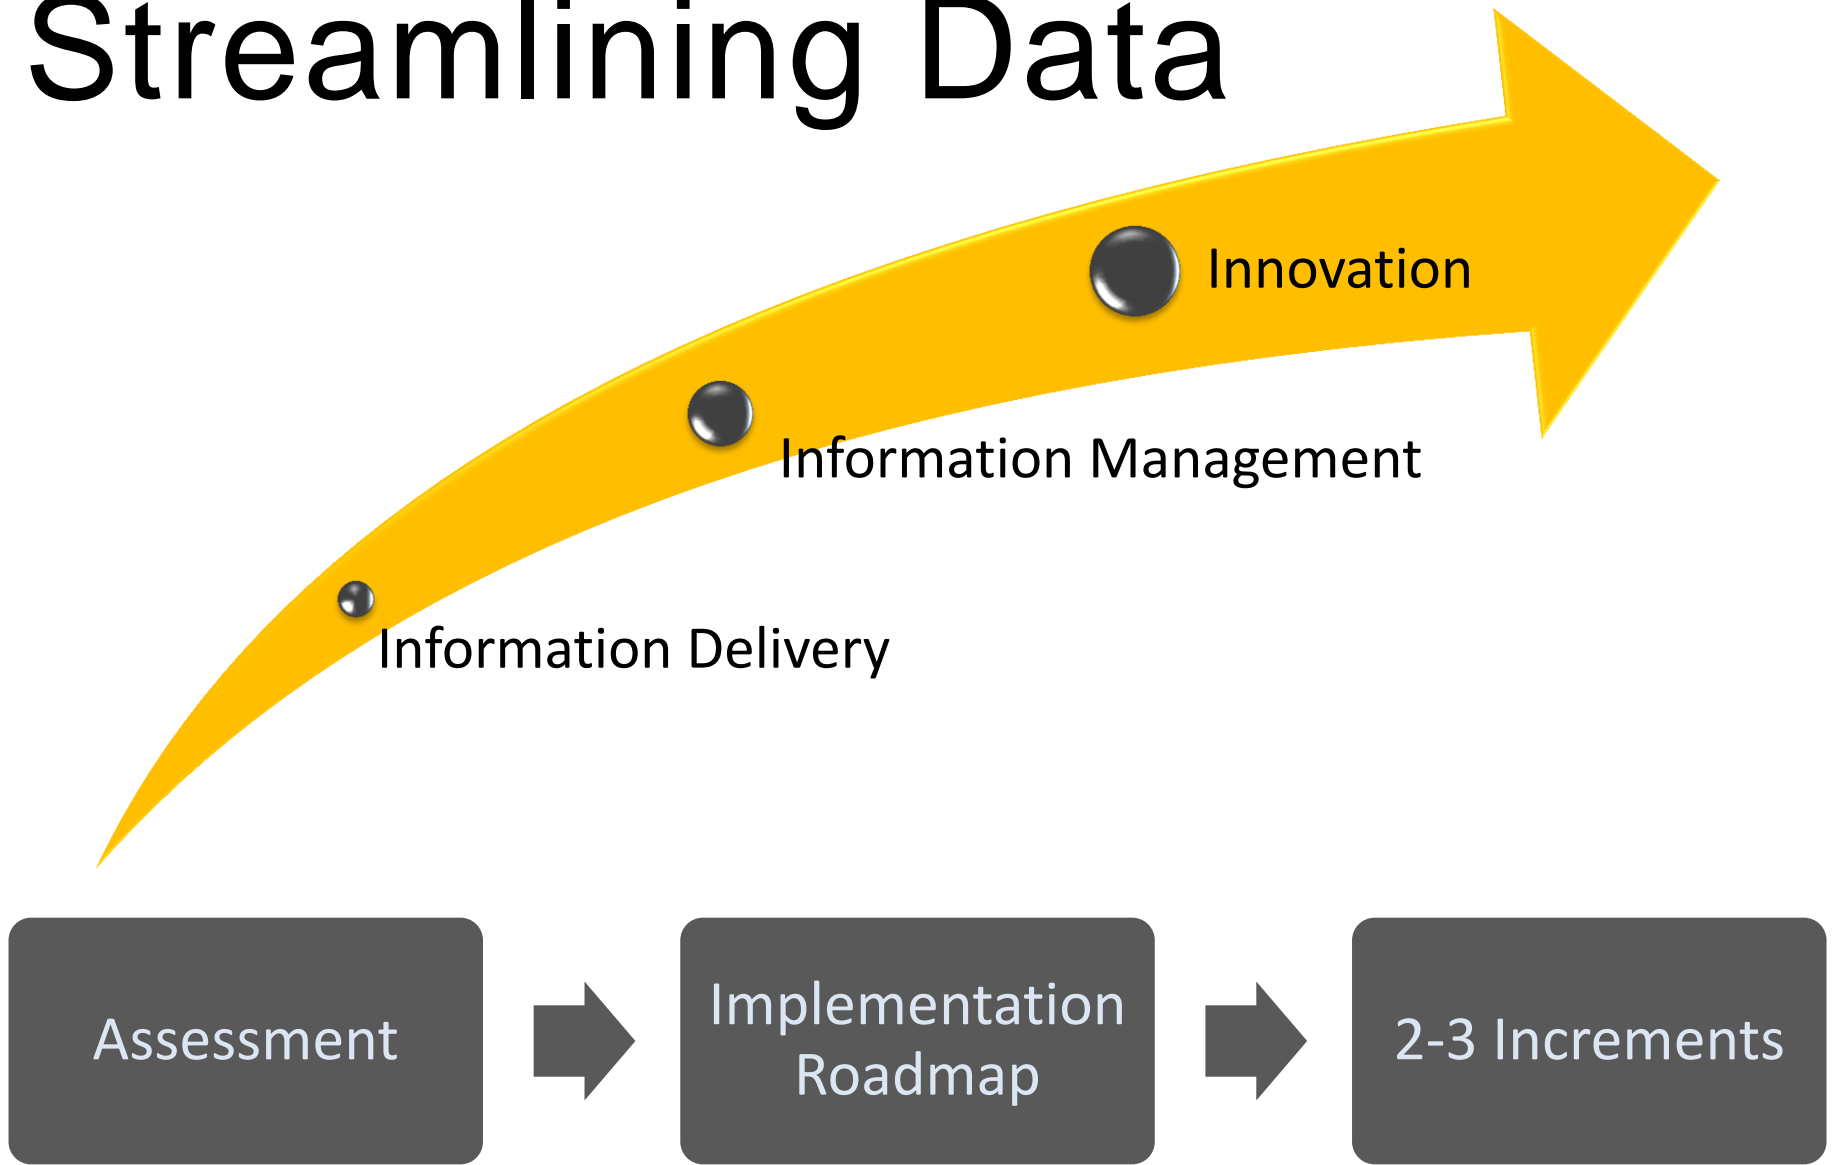 Streamlining Data
Innovation
Information Management
Information Delivery
Assessment
Implementation
Roadmap
2-3 Increments